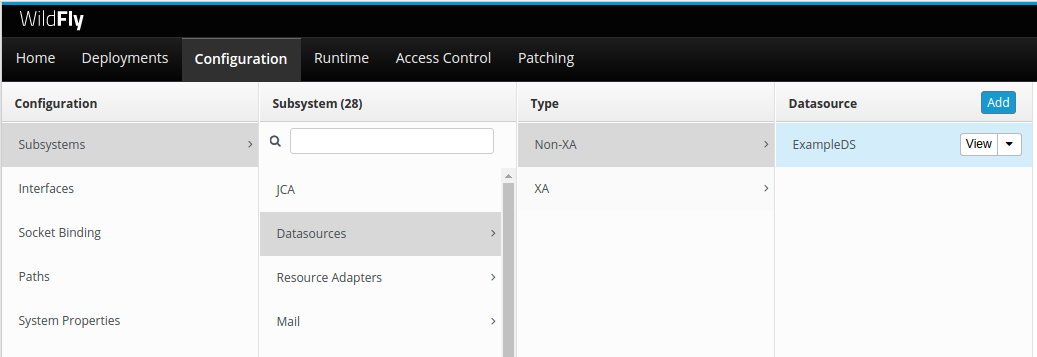 WildFly
Home Deployments Configuration Runtime Access Control Patching
Configuration Subsystem (28) Type Datasource Add
Subsystems Non-XA ExampleDS View
Interfaces JCA XA
Socket Binding Datasources
Paths Resource Adapters
System Properties Mail